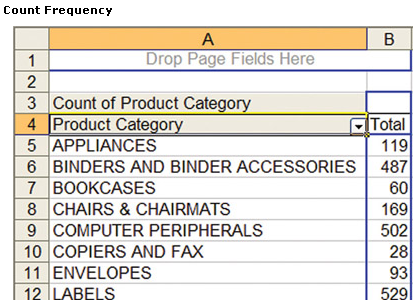 Count Frequency
A B
1 Drop Page Fields Here
2
3 Count of Product Category
4 Product Category Total
5 APPLIANCES 119
6 BINDERS AND BINDER ACCESSORIES 487
7 BOOKCASES 60
8 CHAIRS & CHAIRMATS 169
9 COMPUTER PERIPHERALS 502
10 COPIERS AND FAX 28
11 ENVELOPES 93
12 LABELS 529